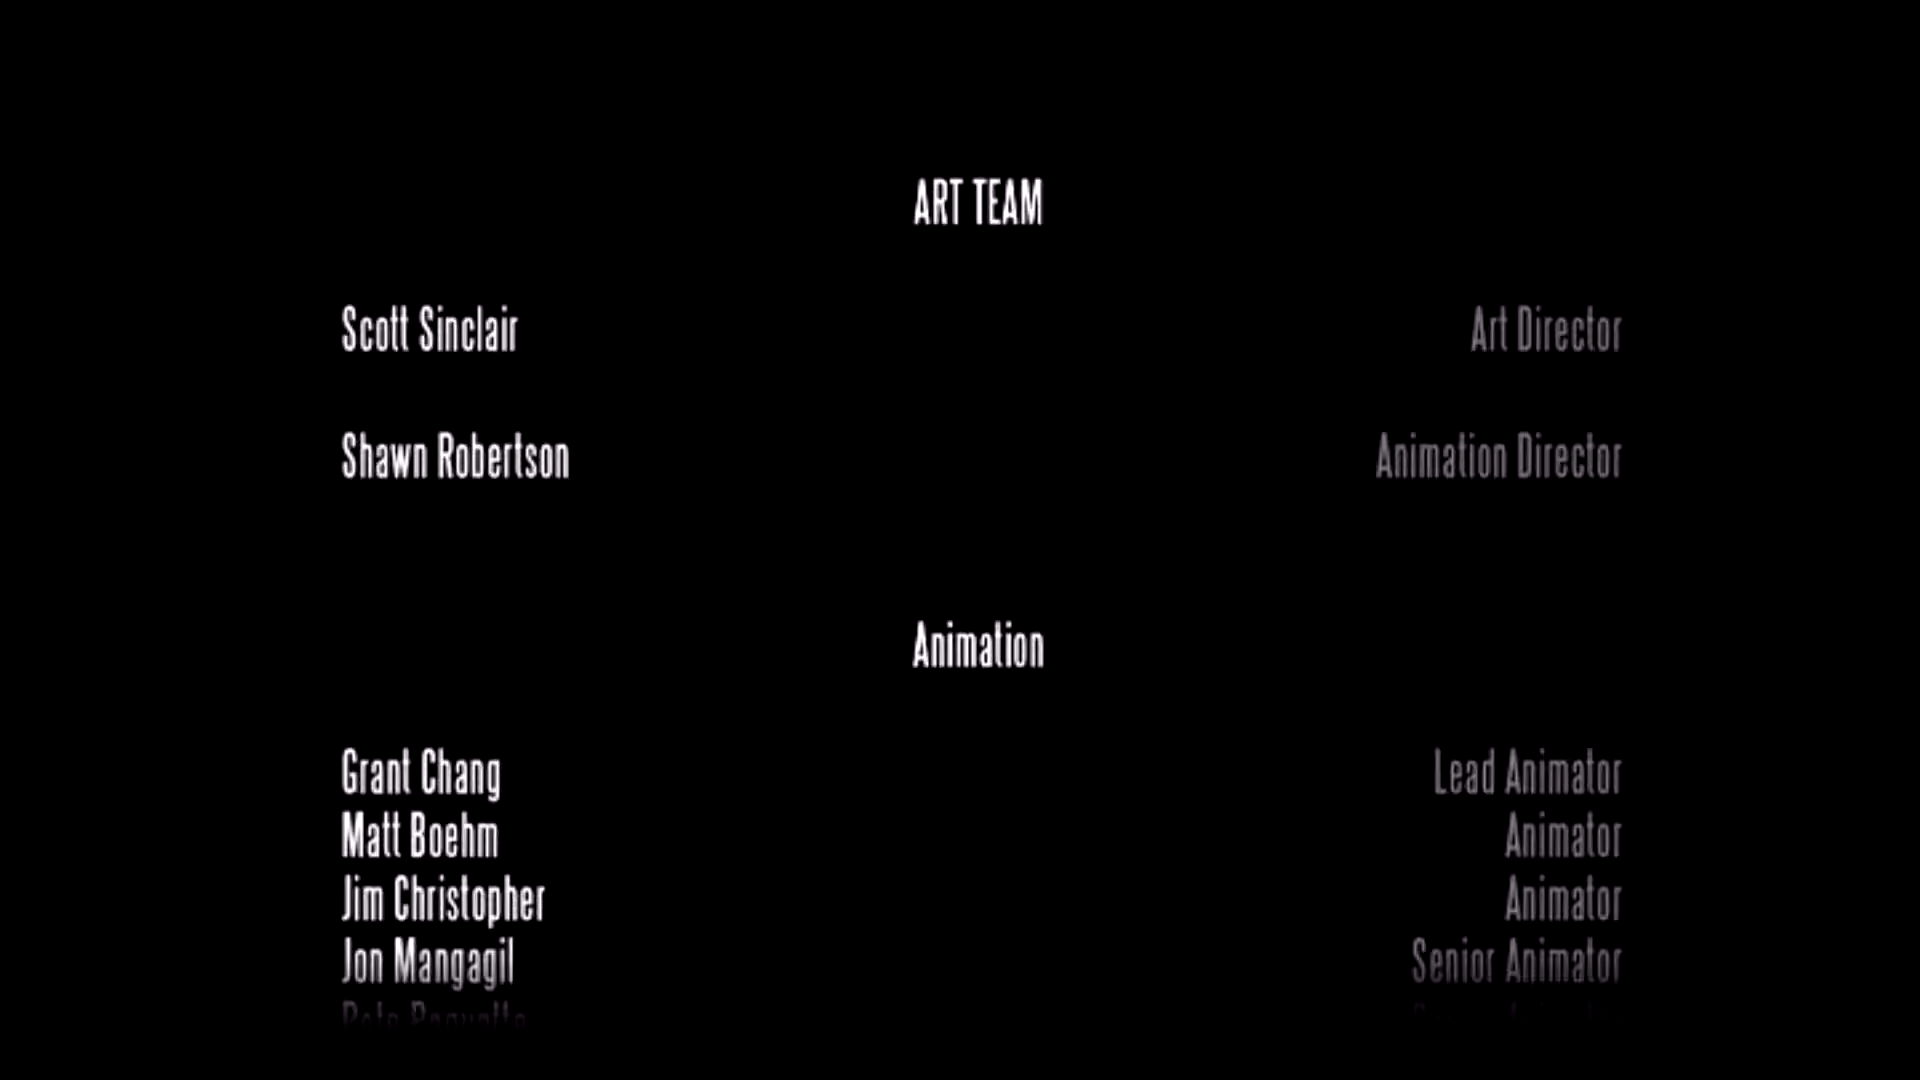 ART TEAM
Scott Sinclair Art Director
Shawn Robertson Animation Director
Animation
Grant Chang Lead Animator
Matt Boehm Animator
Jim Christopher Animator
Jon Mangagil Senior Animator